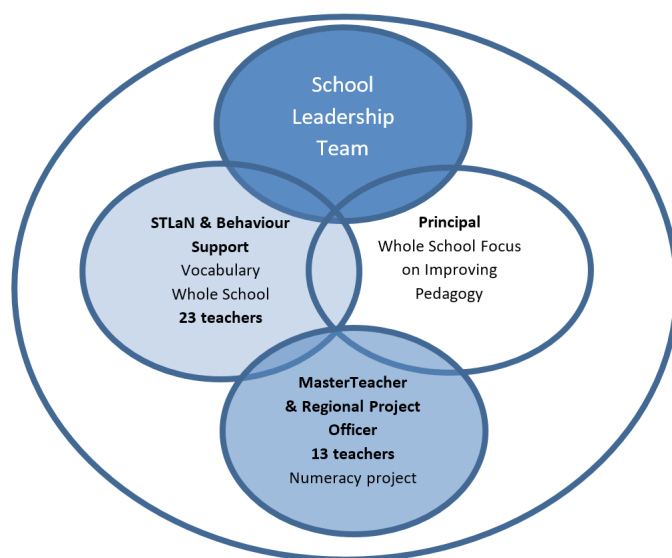 School
Leadership
Team
STLaN & Behaviour
Support
Vocabulary
Whole School
23 teachers
Principal
Whole School Focus
on Improving
Pedagogy
MasterTeacher
& Regional Project
Officer
13 teachers
Numeracy project